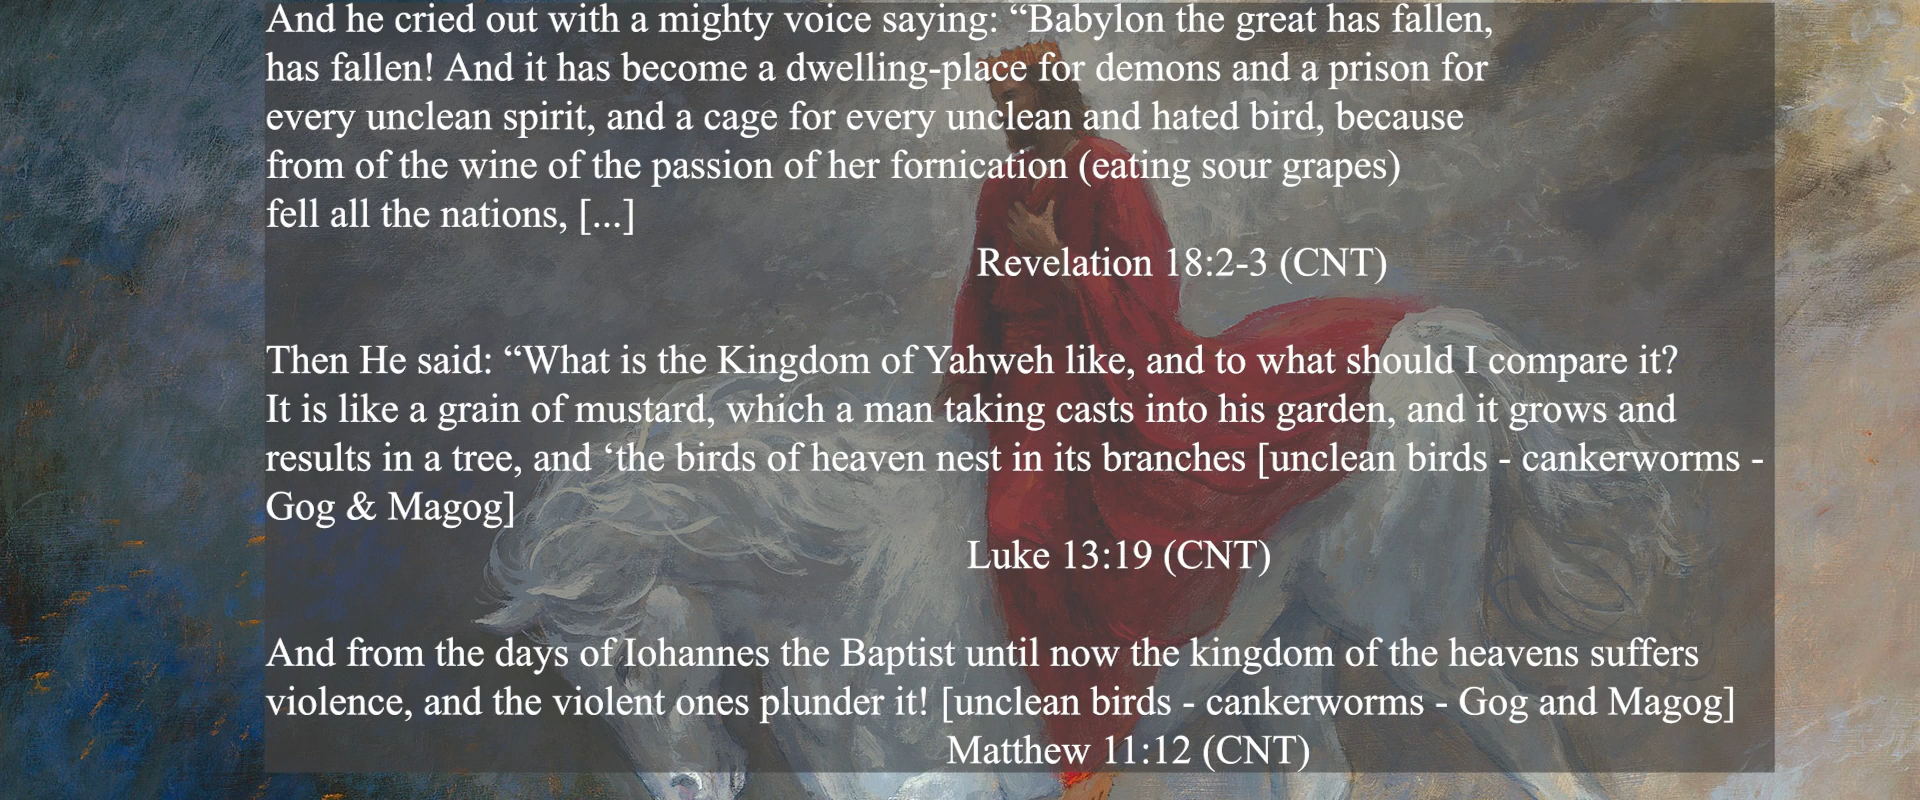 And he cried out with a mighty voice saying: “Babylon the great has fallen,
has fallen! And it has become a dwelling-place for demons and a prison for
every unclean spirit, and a cage for every unclean and hated bird, because
from of the wine of the passion of her fornication (eating sour grapes)
fell all the nations, [...]
Revelation 18:2-3 (CNT)
Then He said: “What is the Kingdom of Yahweh like, and to what should I compare it?
It is like a grain of mustard, which a man taking casts into his garden, and it grows and
results in a tree, and ‘the birds of heaven nest in its branches [unclean birds - cankerworms -
Gog & Magog]
Luke 13:19 (CNT)
And from the days of Iohannes the Baptist until now the kingdom of the heavens suffers
violence, and the violent ones plunder it! [unclean birds - cankerworms - Gog and Magog]
Matthew 11:12 (CNT)